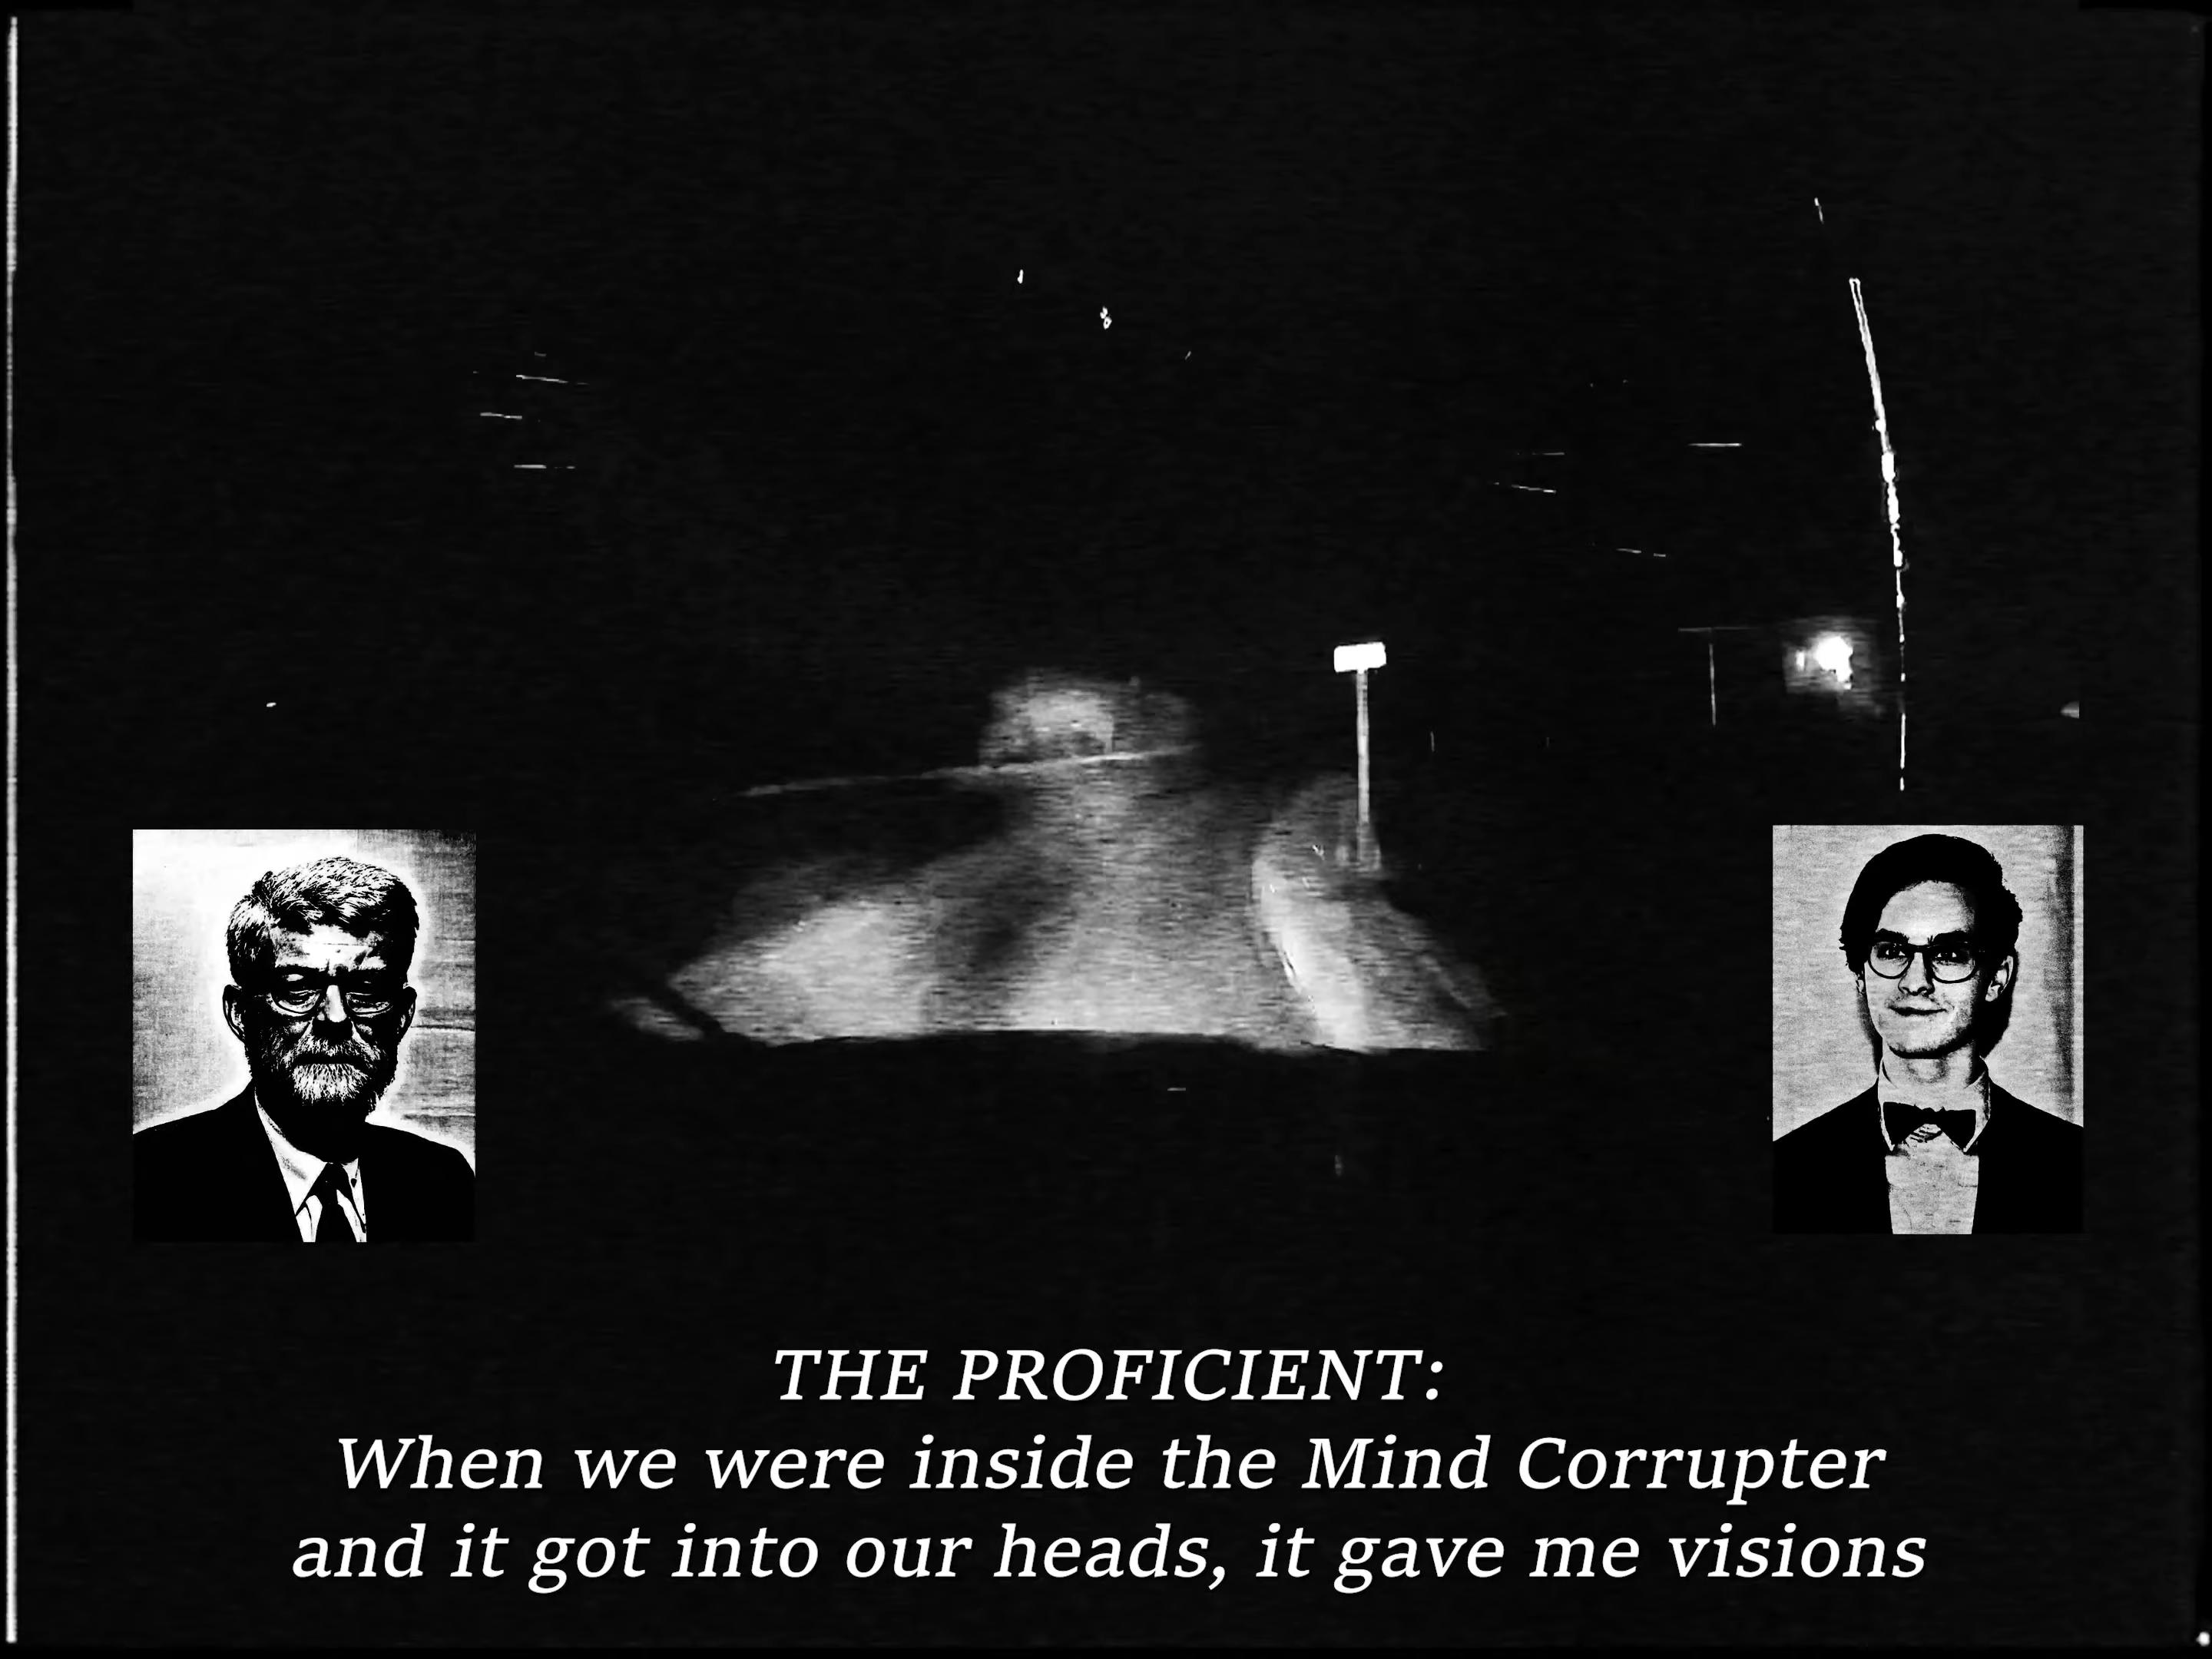 THE PROFICIENT:
When we were inside the Mind Corrupter
and it got into our heads, it gave me visions